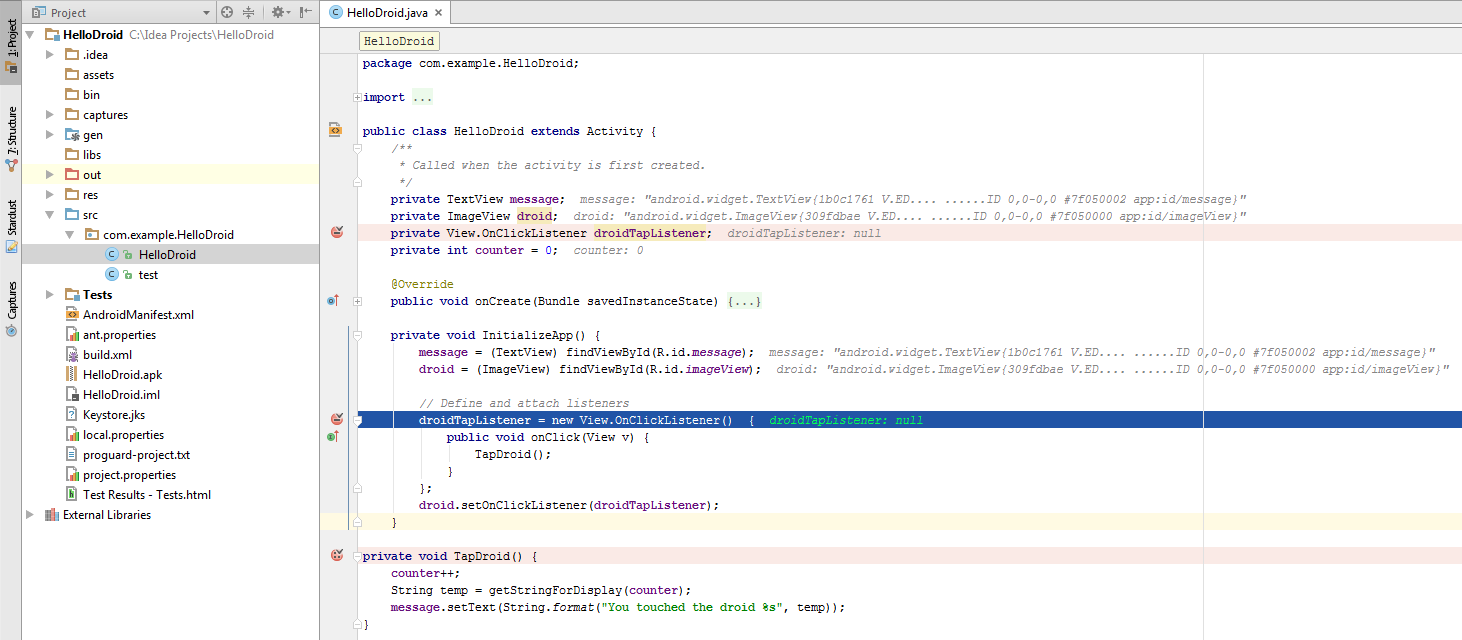 Project
HelloDroid.java
1: Project
7: Structure
Stardust
Captures
HelloDroid C:\Idea Projects\HelloDroid
.idea
assets
bin
captures
gen
libs
out
res
src
com.example.HelloDroid
HelloDroid
test
Tests
AndroidManifest.xml
ant.properties
build.xml
HelloDroid.apk
HelloDroid.iml
Keystore.jks
local.properties
proguard-project.txt
project.properties
Test Results - Tests.html
External Libraries
HelloDroid
package com.example.HelloDroid;
import ...
public class HelloDroid extends Activity {
/**
* Called when the activity is first created.
*/
private TextView message; message: "android.widget.TextView{1b0c1761 V.ED.... ......ID 0,0-0,0 #7f050002 app:id/message}"
private ImageView droid; droid: "android.widget.ImageView{309fdbae V.ED.... ......ID 0,0-0,0 #7f050000 app:id/imageView}"
private View.OnClickListener droidTapListener; droidTapListener: null
private int counter = 0; counter: 0
@Override
public void onCreate(Bundle savedInstanceState) {...}
private void InitializeApp() {
message = (TextView) findViewById(R.id.message); message: "android.widget.TextView{1b0c1761 V.ED.... ......ID 0,0-0,0 #7f050002 app:id/message}"
droid = (ImageView) findViewById(R.id.imageView); droid: "android.widget.ImageView{309fdbae V.ED.... ......ID 0,0-0,0 #7f050000 app:id/imageView}"
// Define and attach listeners
droidTapListener = new View.OnClickListener() { droidTapListener: null
public void onClick(View v) {
TapDroid();
}
};
droid.setOnClickListener(droidTapListener);
}
private void TapDroid() {
counter++;
String temp = getStringForDisplay(counter);
message.setText(String.format("You touched the droid %s", temp));
}